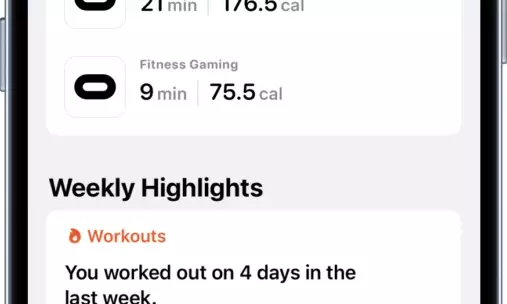 21 min 176.5 cal
Fitness Gaming
9 min 75.5 cal
Weekly Highlights
Workouts
You worked out on 4 days in the
last week.